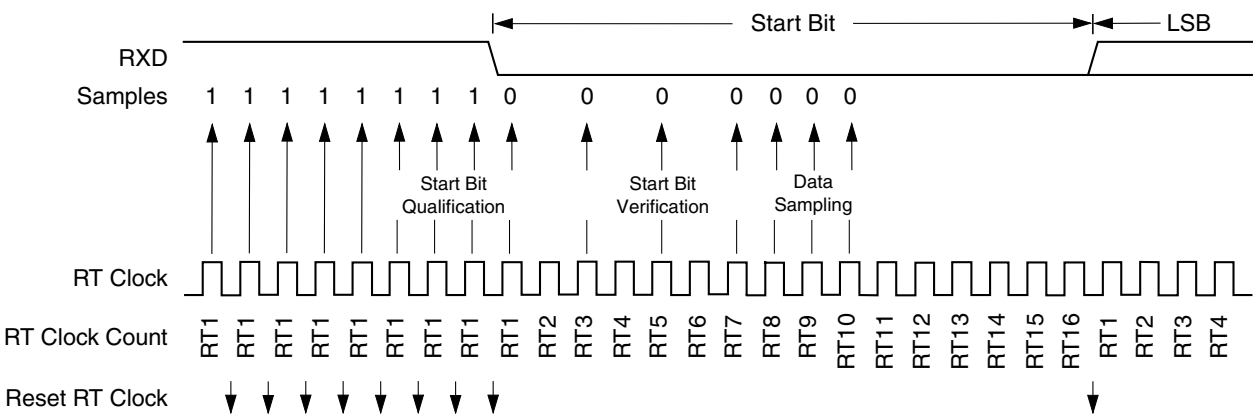 Start Bit LSB
RXD
Samples 1 1 1 1 1 1 1 1 0 0 0 0 0 0 0
Start Bit Qualification
Start Bit Verification
Data Sampling
RT Clock
RT Clock Count RT1 RT1 RT1 RT1 RT1 RT1 RT1 RT1 RT1 RT2 RT3 RT4 RT5 RT6 RT7 RT8 RT9 RT10 RT11 RT12 RT13 RT14 RT15 RT16 RT1 RT2 RT3 RT4
Reset RT Clock